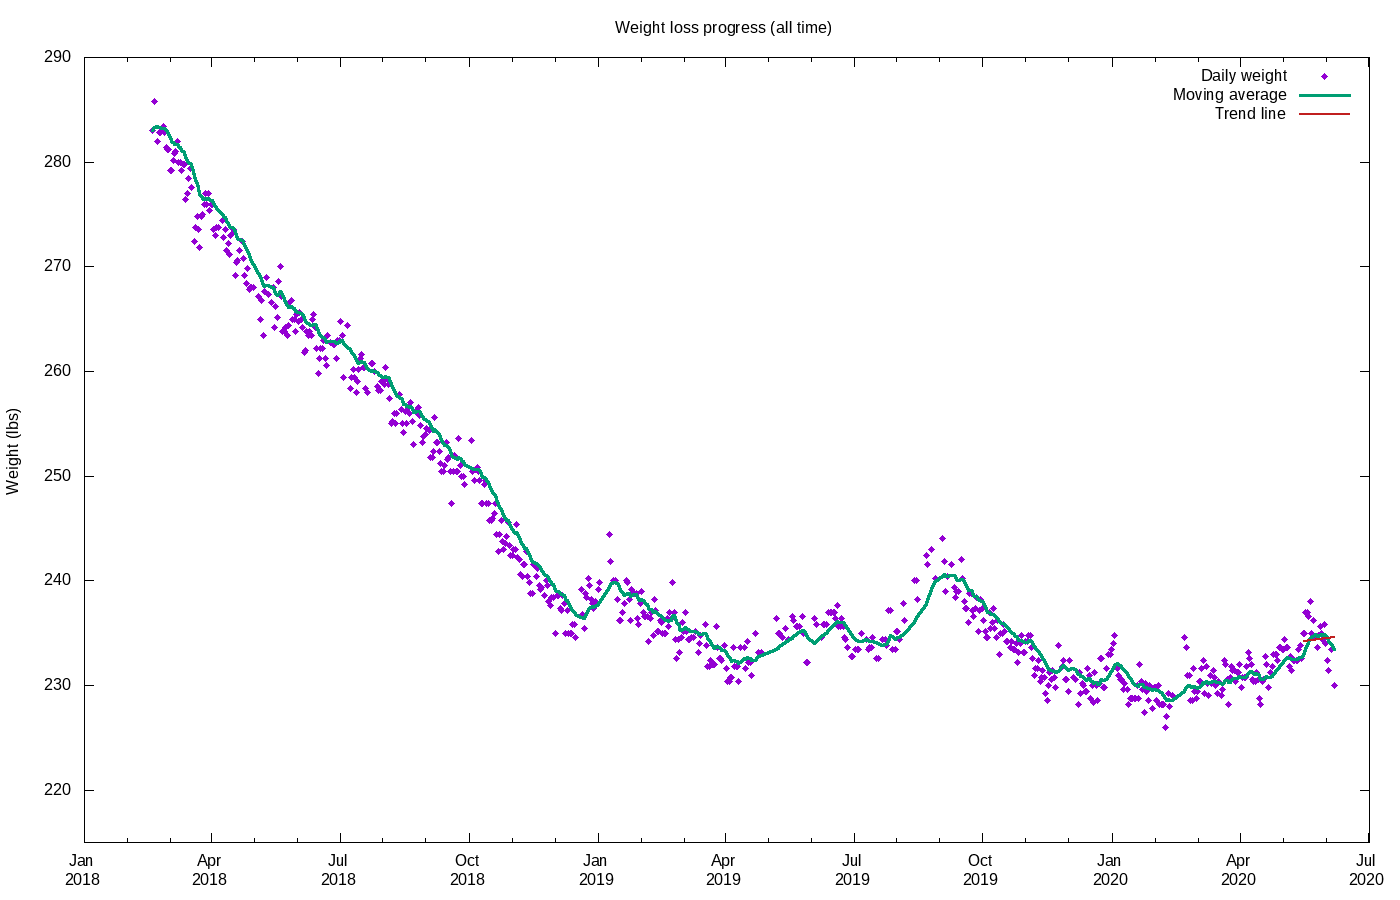 Weight loss progress (all time)
290
280
270
260
250
240
230
220
Weight (lbs)
Daily weight
Moving average
Trend line
Jan Apr Jul Oct Jan Apr Jul Oct Jan Apr Jul
2018 2018 2018 2018 2019 2019 2019 2019 2020 2020 2020